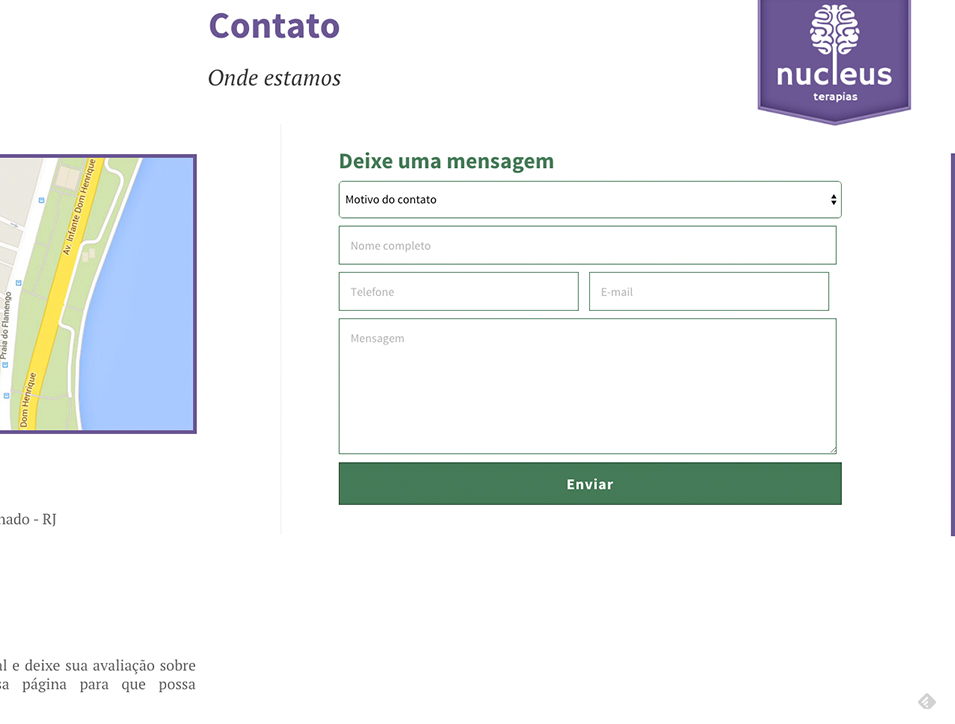 Contato
Onde estamos
nucleus
terapias
Av. Infante Dom Henrique
Praia do Flamengo
Dom Henrique
- RJ
Deixe uma mensagem
Motivo do contato
Nome completo
Telefone
E-mail
Mensagem
Enviar
e deixe sua avaliação sobre
página para que possa